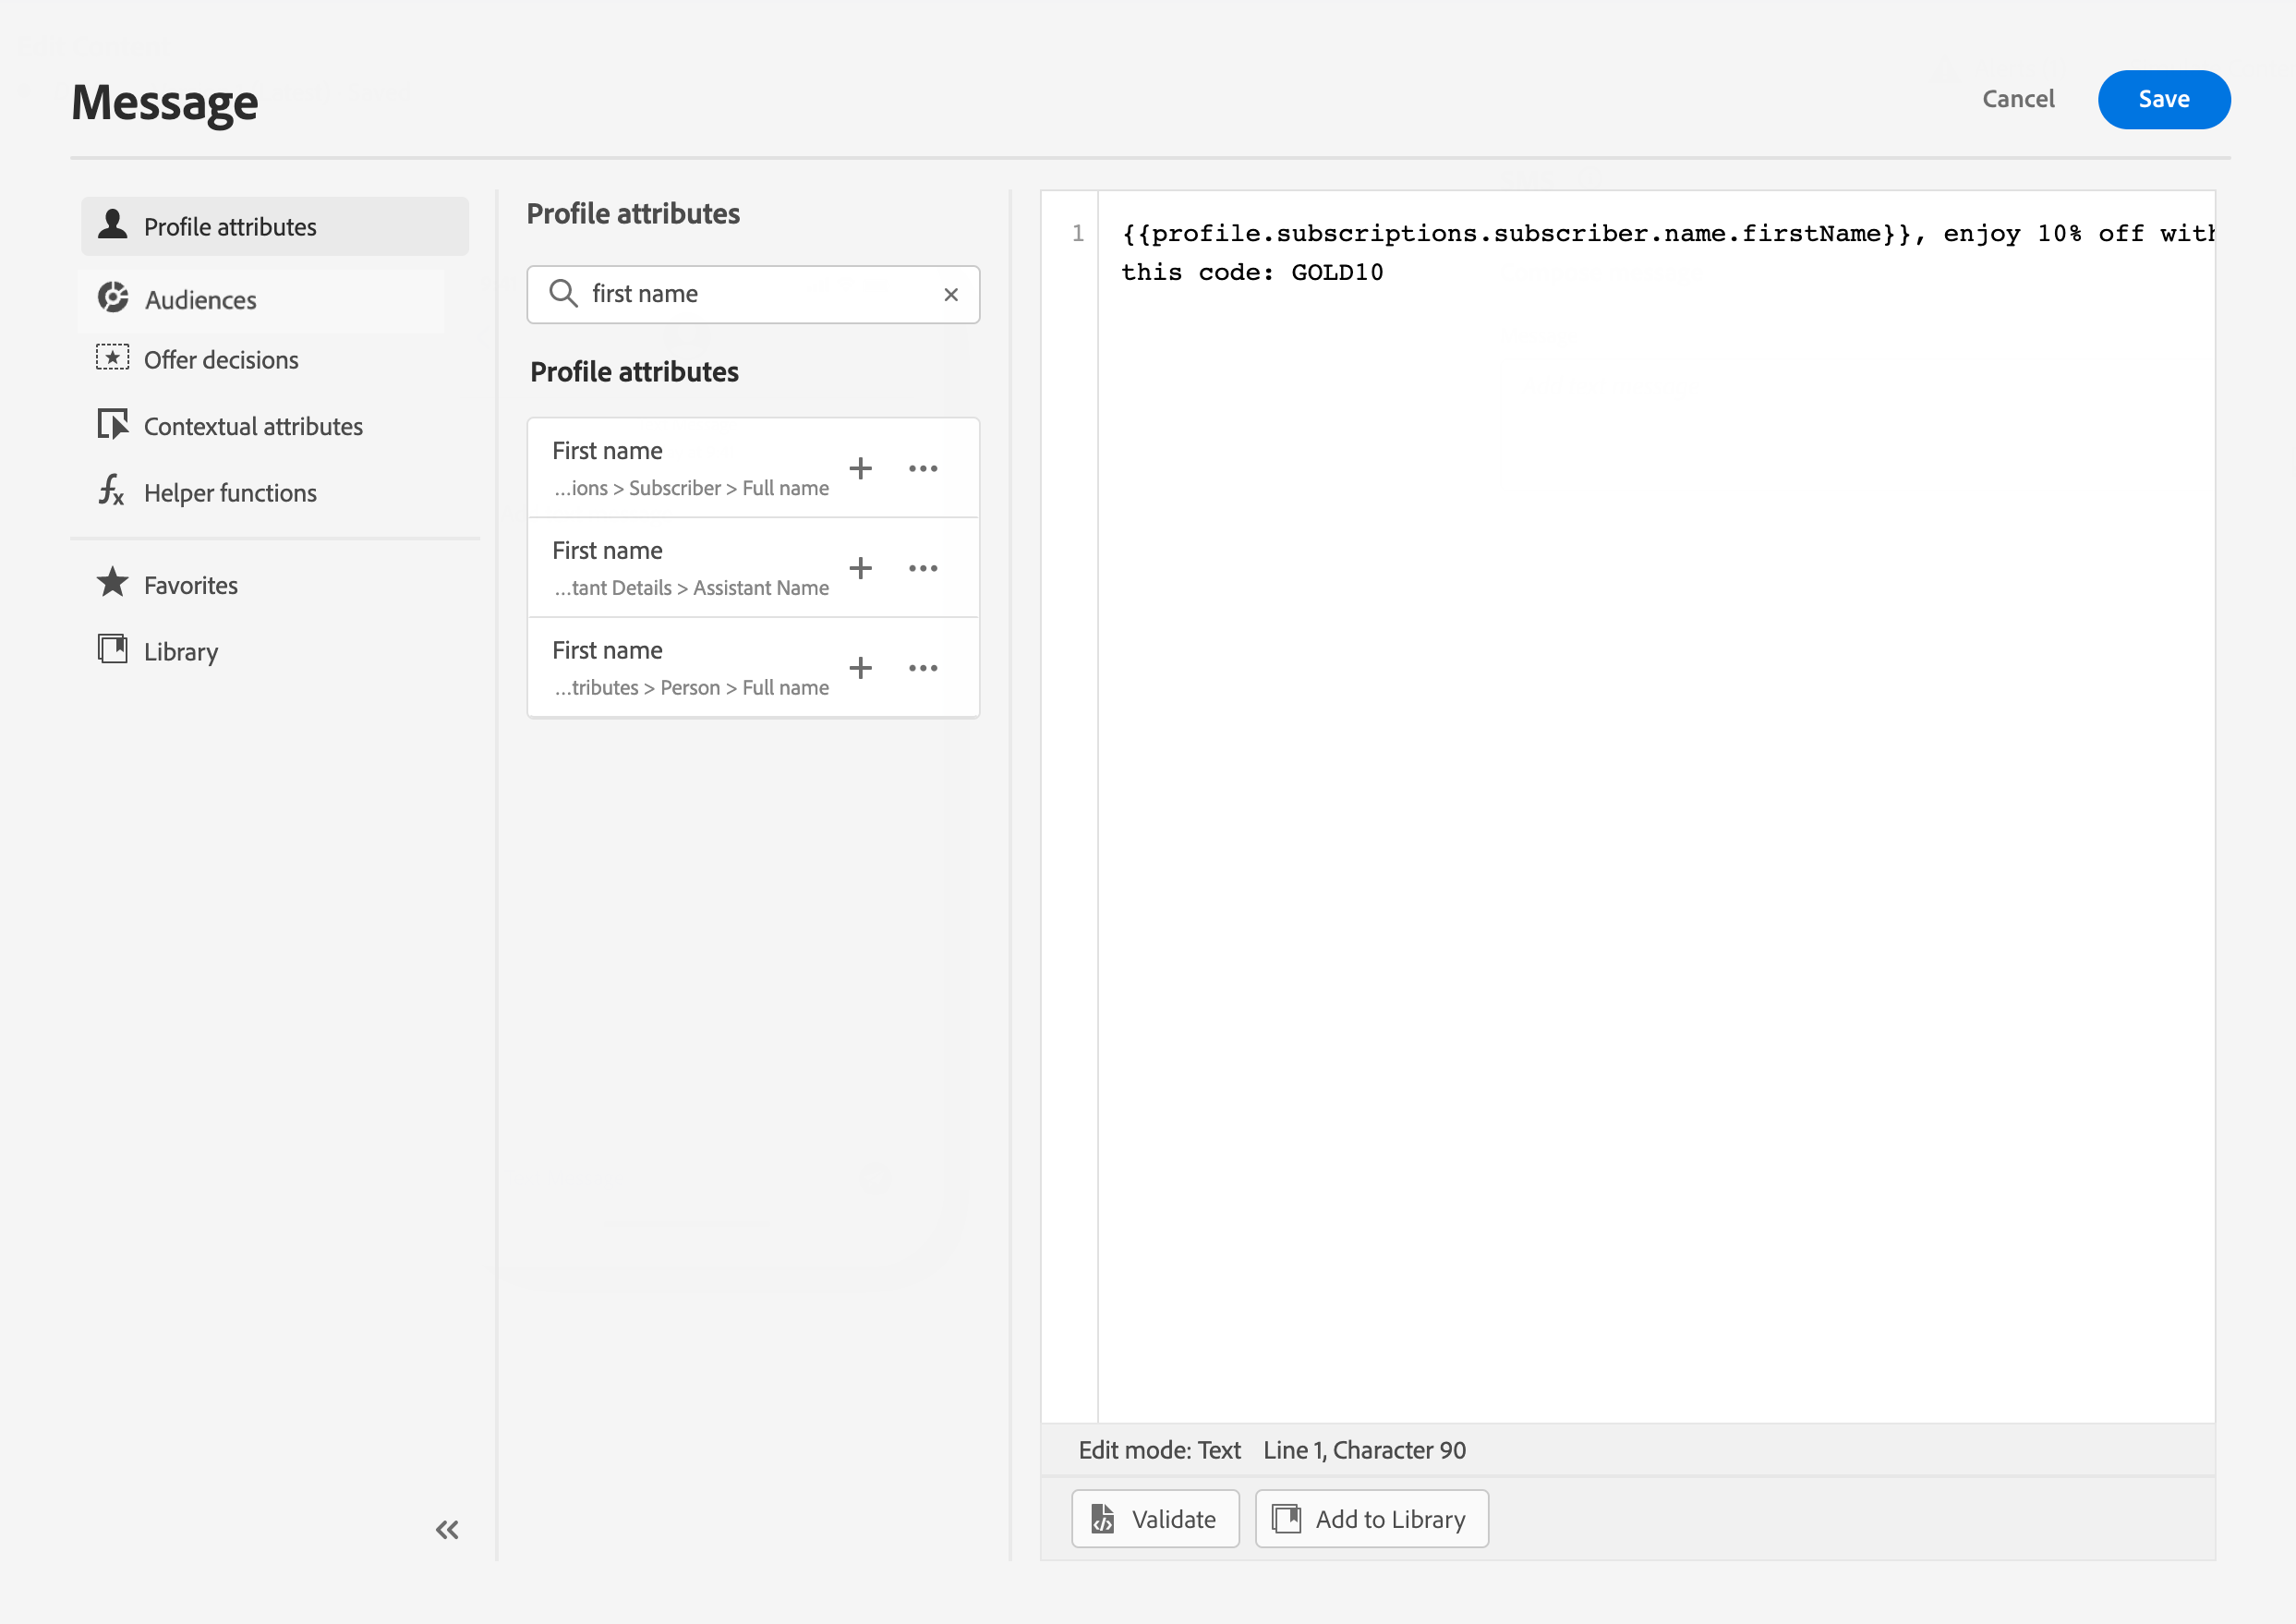 Message
Cancel
Save
Profile attributes
Audiences
Offer decisions
Contextual attributes
Helper functions
Favorites
Library
Profile attributes
first name
Profile attributes
First name
...ions > Subscriber > Full name
First name
...tant Details > Assistant Name
First name
...tributes > Person > Full name
1
{{profile.subscriptions.subscriber.name.firstName}}, enjoy 10% off with
this code: GOLD10
Edit mode: Text Line 1, Character 90
Validate
Add to Library